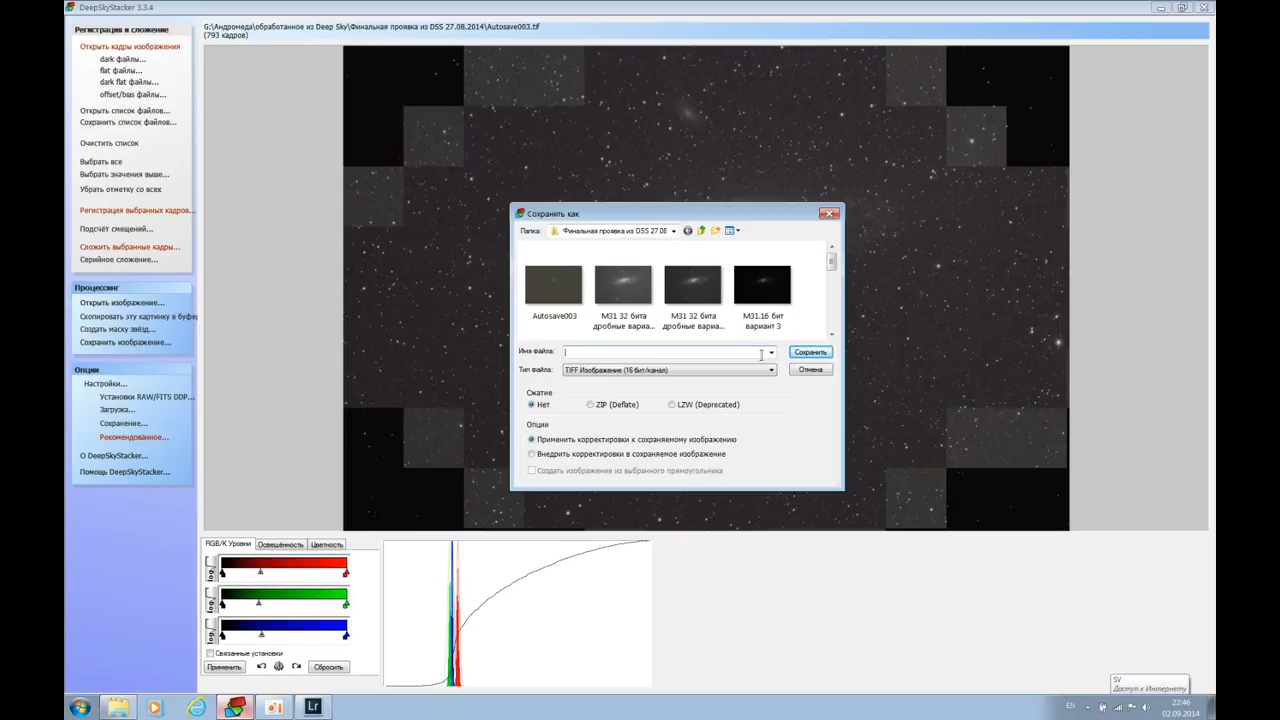 DeepSkyStacker 3.3.4
Регистрация и сложение
Открыть кадры изображения
dark файлы...
flat файлы...
dark flat файлы...
offset/bias файлы...
Открыть список файлов...
Сохранить список файлов...
Очистить список
Выбрать все
Выбрать значения выше...
Убрать отметку со всех
Регистрация выбранных кадров...
Подсчёт смещений...
Сложить выбранные кадры...
Серийное сложение...
Процессинг
Открыть изображение...
Скопировать эту картинку в буфе
Создать маску звёзд...
Сохранить изображение...
Опции
Настройки...
Установки RAW/FITS DDP...
Загрузка...
Сохранение...
Рекомендованное...
О DeepSkyStacker...
Помощь DeepSkyStacker...
G:\Андромеда\обработанное из Deep Sky\Финальная проявка из DSS 27.08.2014\Autosave003.tif
(793 кадров)
Сохранить как
Папка:
Финальная проявка из DSS 27.08
Autosave003
M31 32 бита
дробные вариа...
M31 32 бита
дробные вариа...
M31.16 бит
вариант 3
Имя файла:
Сохранить
Тип файла:
TIFF Изображение (16 бит/канал)
Отмена
Сжатие
Нет
ZIP (Deflate)
LZW (Deprecated)
Опции
Применить корректировки к сохраняемому изображению
Внедрить корректировки в сохраняемое изображение
Создать изображение из выбранного прямоугольника
RGB/K Уровни
Освещённость
Цветность
log
log
log
Связанные установки
Применить
Сбросить
SV
Доступ к Интернету
Lr
EN
22:46
02.09.2014